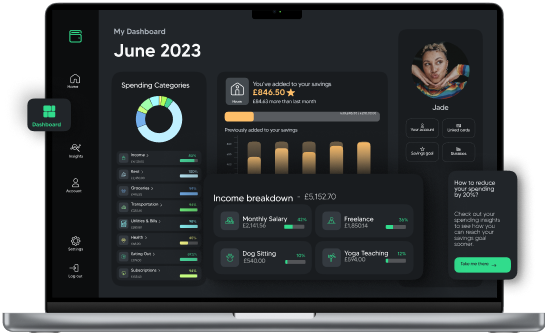 My Dashboard
June 2023
Home
Dashboard
Insights
Account
Settings
Log out
Spending Categories
Income
Rent
Groceries
Transportation
Utilities & Bills
Health
Eating Out
Subscriptions
You've added to your savings
£846.50
£84.63 more than last month
House
Previously added to your savings
Jade
Your account
Linked cards
Savings goal
Income breakdown - £5,152.70
Monthly Salary
£2,141.56
Freelance
£1,850.14
Dog Sitting
£540.00
10%
Yoga Teaching
£594.00
12%
How to reduce
your spending
by 20%?
Check out your
spending insights
to see how you
can reach your
savings goal
sooner.
Take me there →